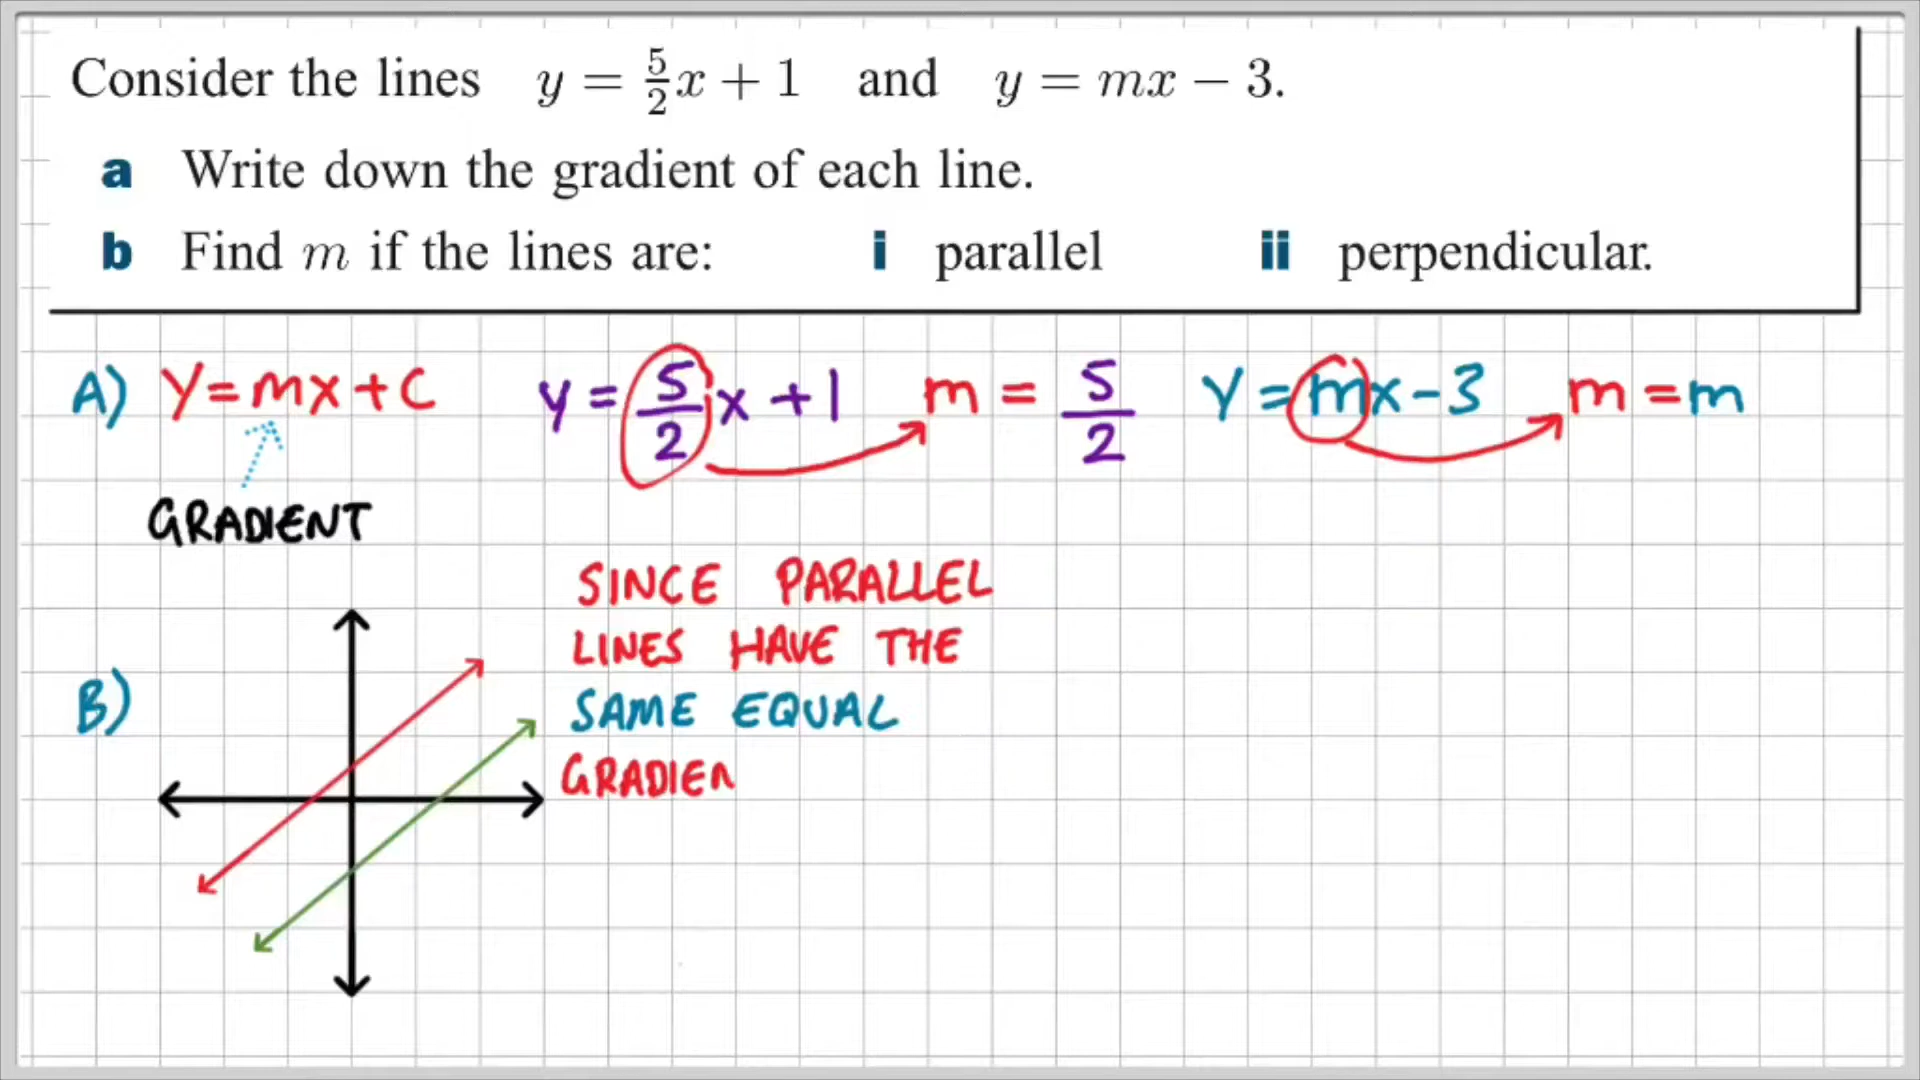 Consider the lines y = 5/2 x + 1 and y = mx − 3.
a Write down the gradient of each line.
b Find m if the lines are: i parallel ii perpendicular.
A) Y=mx+C y = 5/2 x +1 m = 5/2 Y=mx-3 m=m
GRADIENT
SINCE PARALLEL
LINES HAVE THE
B) SAME EQUAL
GRADIEN